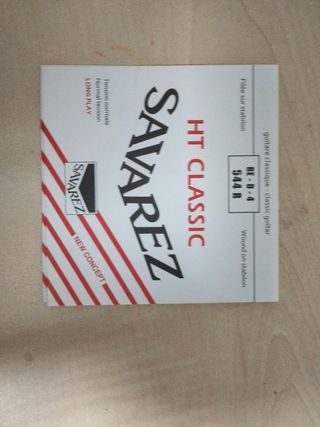 guitare classique - classic guitar
Filée sur stabilon
RE - D - 4
544 R
Wound on stabilon
HT CLASSIC
SAVAREZ
Tension normale
Normal tension
LONG PLAY
SAVAREZ
NEW CONCEPT